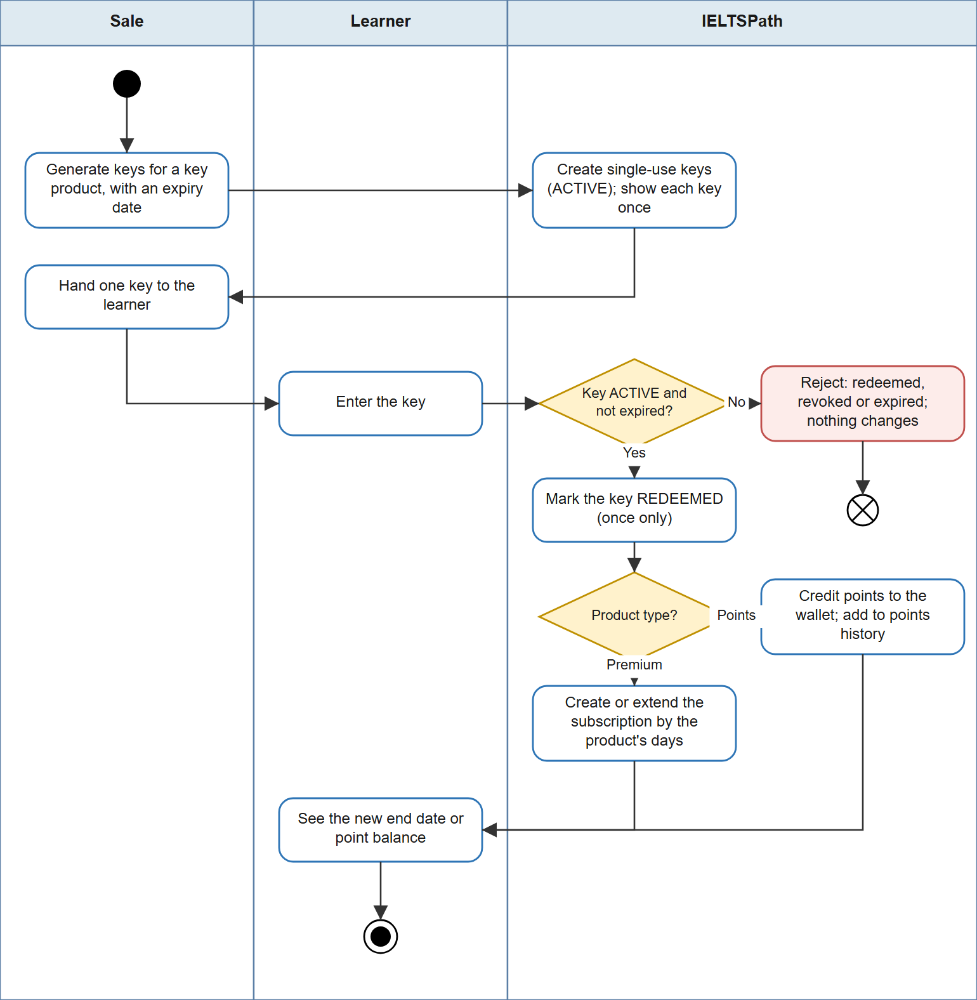 Sale
Learner
IELTSPath
Generate keys for a key
product, with an expiry
date
Create single-use keys
(ACTIVE); show each key
once
Hand one key to the
learner
Enter the key
Key ACTIVE and
not expired?
No
Reject: redeemed,
revoked or expired;
nothing changes
Yes
Mark the key REDEEMED
(once only)
Product type?
Points
Credit points to the
wallet; add to points
history
Premium
Create or extend the
subscription by the
product's days
See the new end date or
point balance